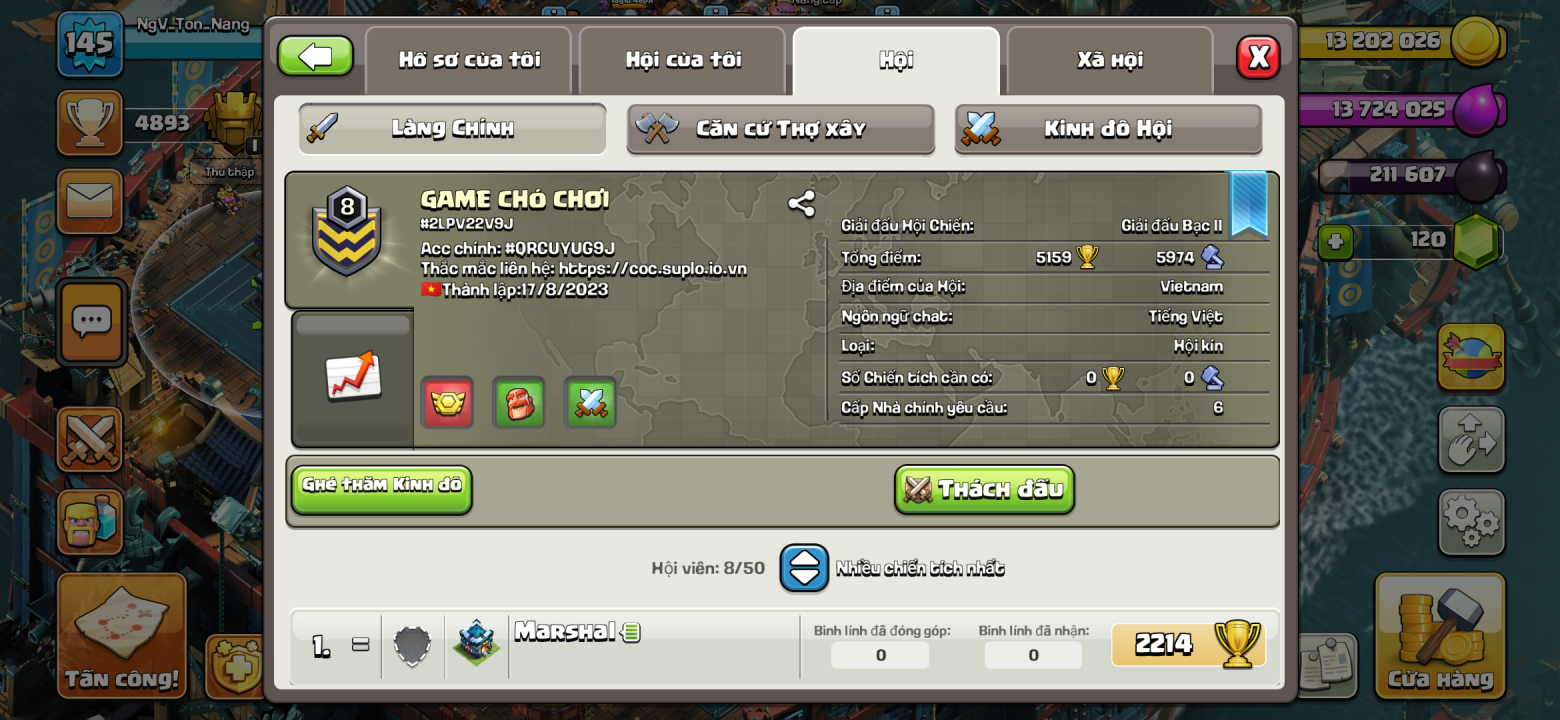 145
NgV_Ton_Nang
4893
Thu thập
Tấn công!
Hồ sơ của tôi
Hội của tôi
Hội
Xã hội
X
Làng Chính
Căn cứ Thợ xây
Kinh đô Hội
8
GAME CHÓ CHƠI
#2LPV22V9J
Acc chính: #QRCUYUG9J
Thắc mắc liên hệ: https://coc.suplo.io.vn
Thành lập:17/8/2023
Giải đấu Hội Chiến: Giải đấu Bạc II
Tổng điểm: 5159 5974
Địa điểm của Hội: Vietnam
Ngôn ngữ chat: Tiếng Việt
Loại: Hội kín
Số Chiến tích cần có: 0 0
Cấp Nhà chính yêu cầu: 6
Ghé thăm Kinh đô
Thách đấu
Hội viên: 8/50
Nhiều chiến tích nhất
1. =
Marshal
Binh lính đã đóng góp:
0
Binh lính đã nhận:
0
2214
13 202 026
13 724 025
211 607
120
Cửa hàng